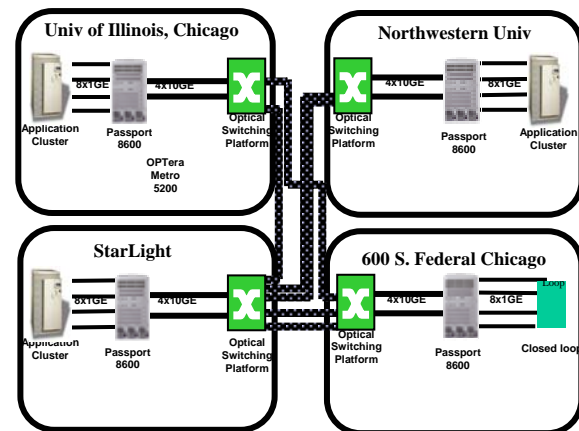 Univ of Illinois, Chicago
8x1GE
4x10GE
Application
Cluster
Passport
8600
OPTera
Metro
5200
Optical
Switching
Platform
Northwestern Univ
4x10GE
8x1GE
Optical
Switching
Platform
Passport
8600
Application
Cluster
StarLight
8x1GE
4x10GE
Application
Cluster
Passport
8600
Optical
Switching
Platform
600 S. Federal Chicago
4x10GE
8x1GE
Loop
Optical
Switching
Platform
Passport
8600
Closed loop